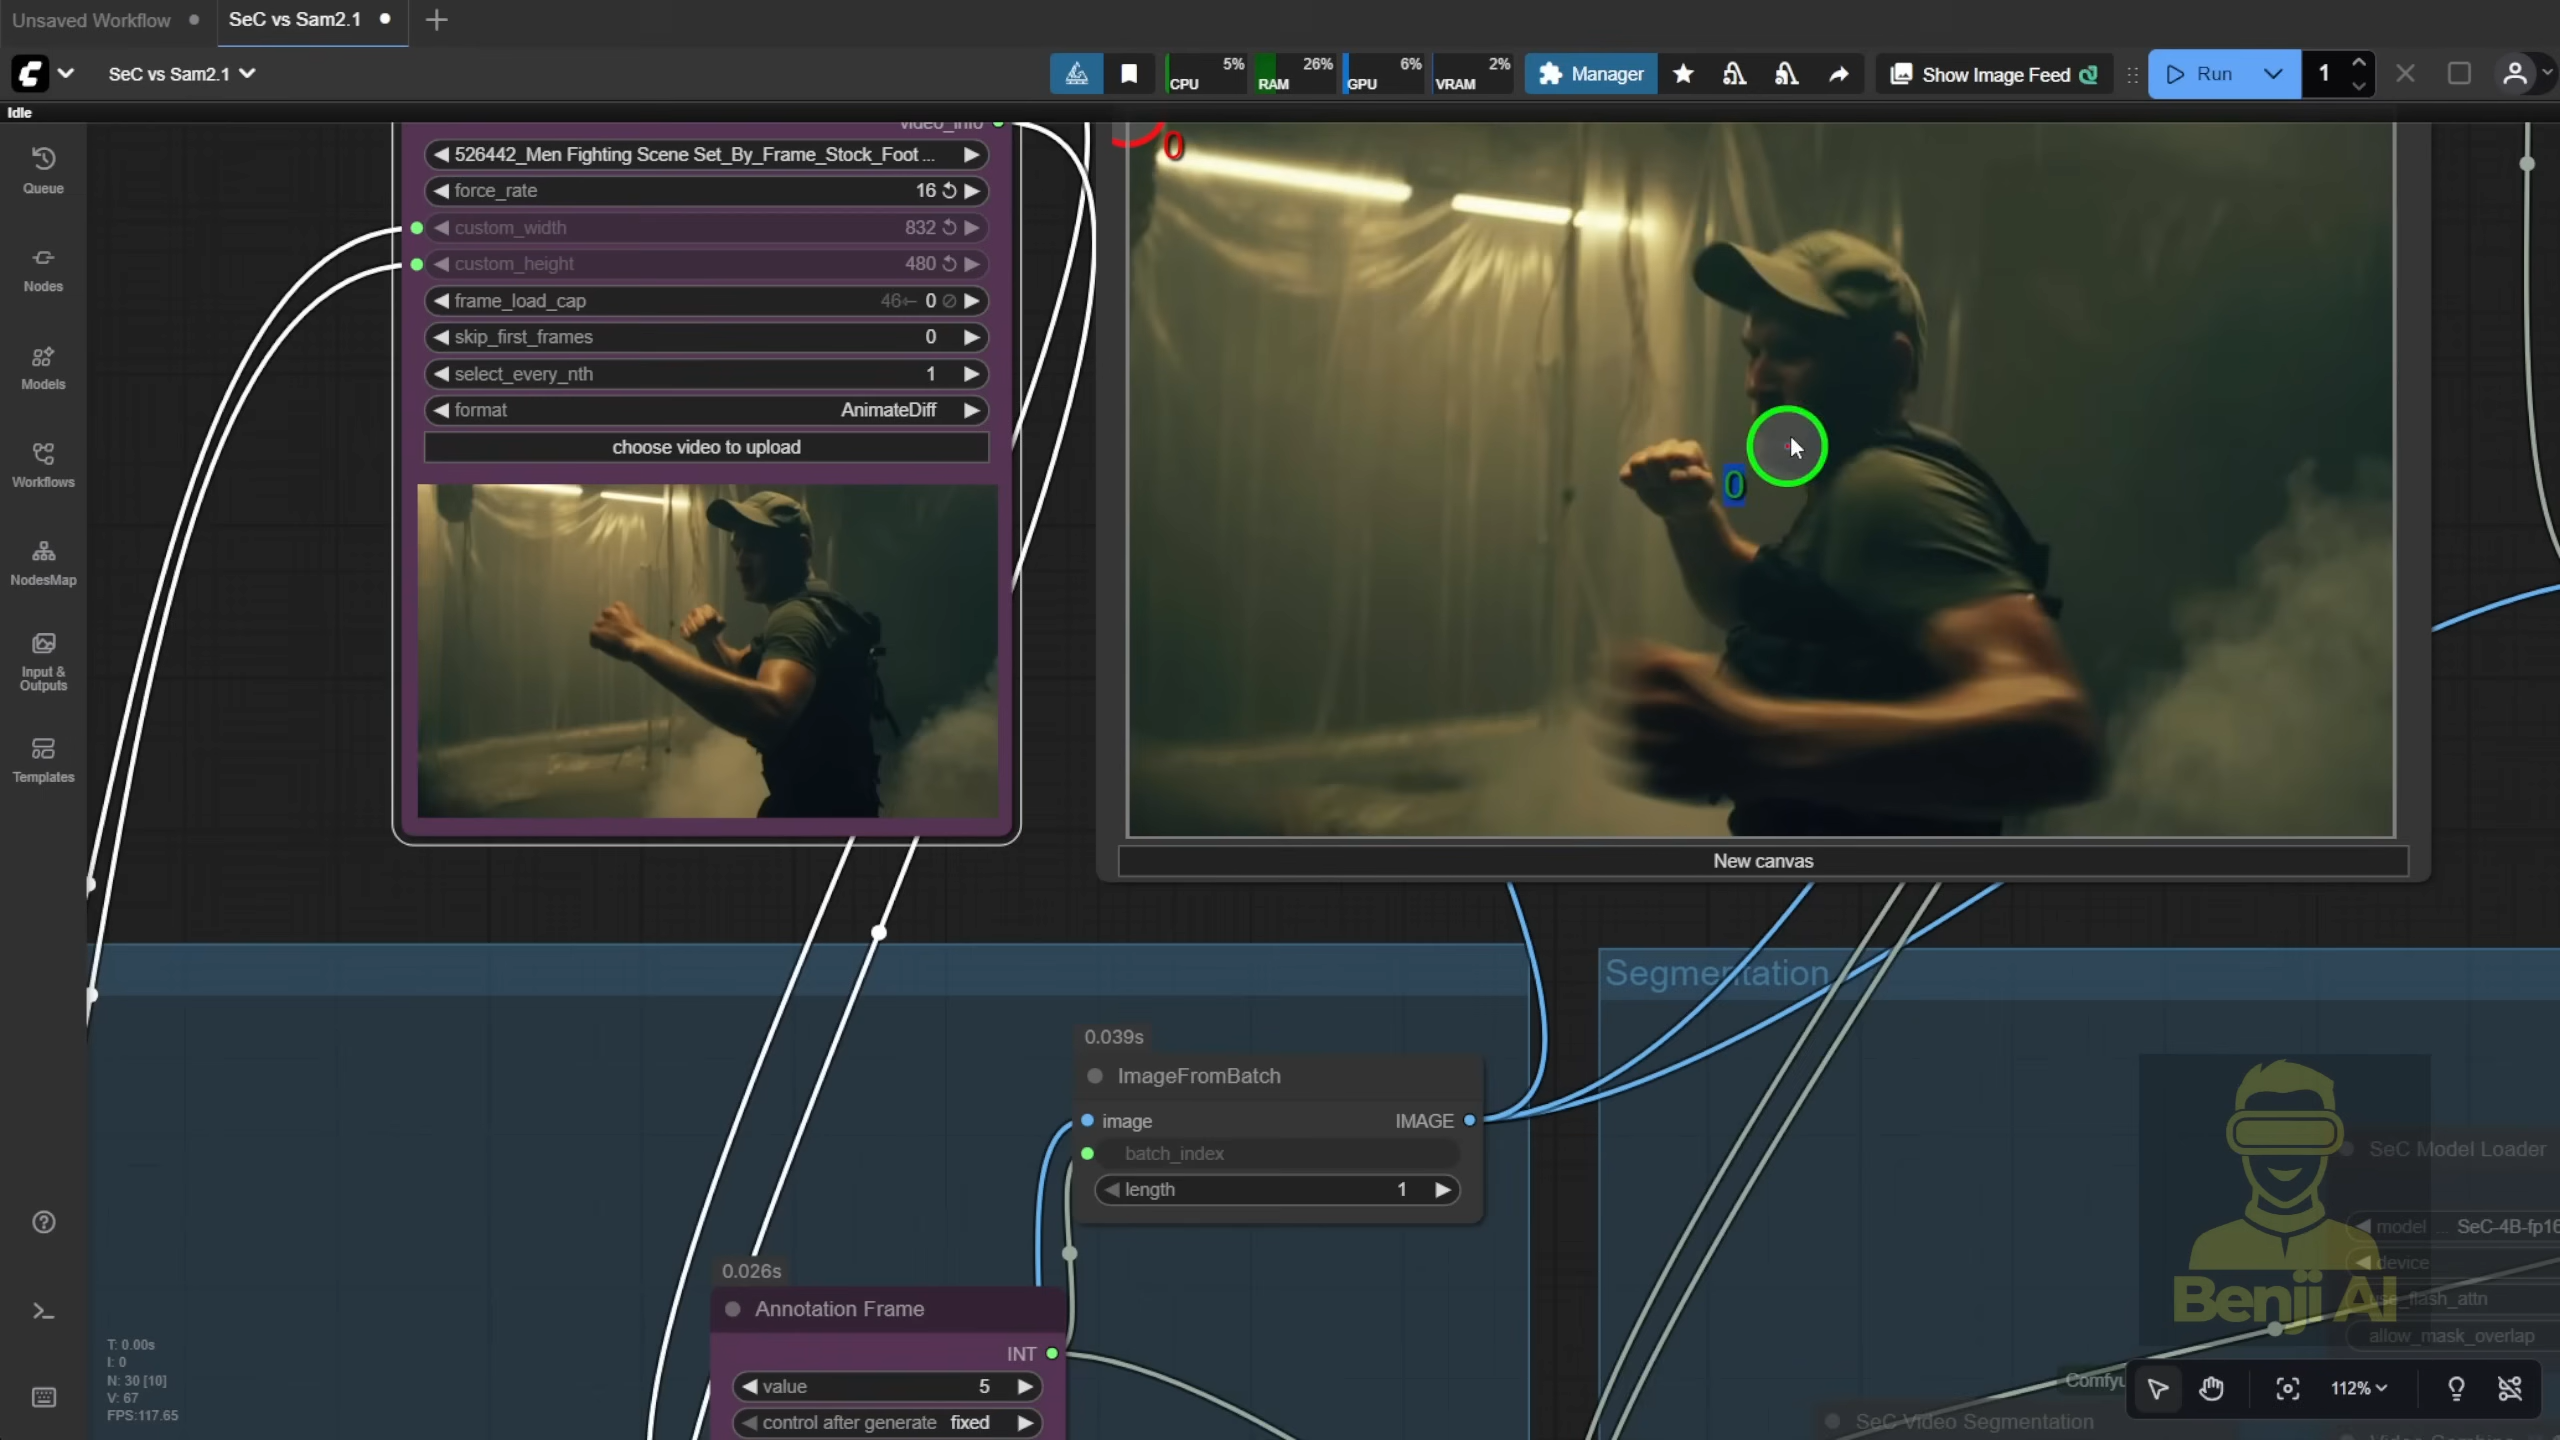 Unsaved Workflow
SeC vs Sam2.1
SeC vs Sam2.1
CPU 5%
RAM 26%
GPU 6%
VRAM 2%
Manager
Show Image Feed
Run
1
Idle
Queue
Nodes
Models
Workflows
NodesMap
Input & Outputs
Templates
video_info
526442_Men Fighting Scene Set_By_Frame_Stock_Foot ...
force_rate 16
custom_width 832
custom_height 480
frame_load_cap 46← 0
skip_first_frames 0
select_every_nth 1
format AnimateDiff
choose video to upload
0
0
New canvas
Segmentation
0.039s
ImageFromBatch
image IMAGE
batch_index
length 1
0.026s
Annotation Frame
INT
value 5
control after generate fixed
SeC Model Loader
model ... SeC-4B-fp16
device
use_flash_attn
allow_mask_overlap
Benji AI
SeC Video Segmentation
112%
T: 0.00s
I: 0
N: 30 [10]
V: 67
FPS:117.65